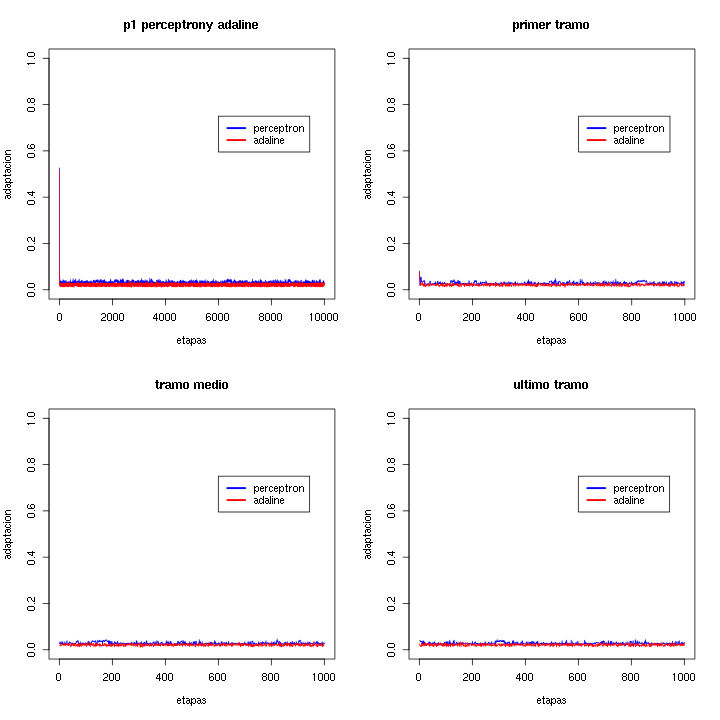 p1 perceptrony adaline
adaptacion
1.0
0.8
0.6
0.4
0.2
0.0
perceptron
adaline
0 2000 4000 6000 8000 10000
etapas
primer tramo
adaptacion
1.0
0.8
0.6
0.4
0.2
0.0
perceptron
adaline
0 200 400 600 800 1000
etapas
tramo medio
adaptacion
1.0
0.8
0.6
0.4
0.2
0.0
perceptron
adaline
0 200 400 600 800 1000
etapas
ultimo tramo
adaptacion
1.0
0.8
0.6
0.4
0.2
0.0
perceptron
adaline
0 200 400 600 800 1000
etapas